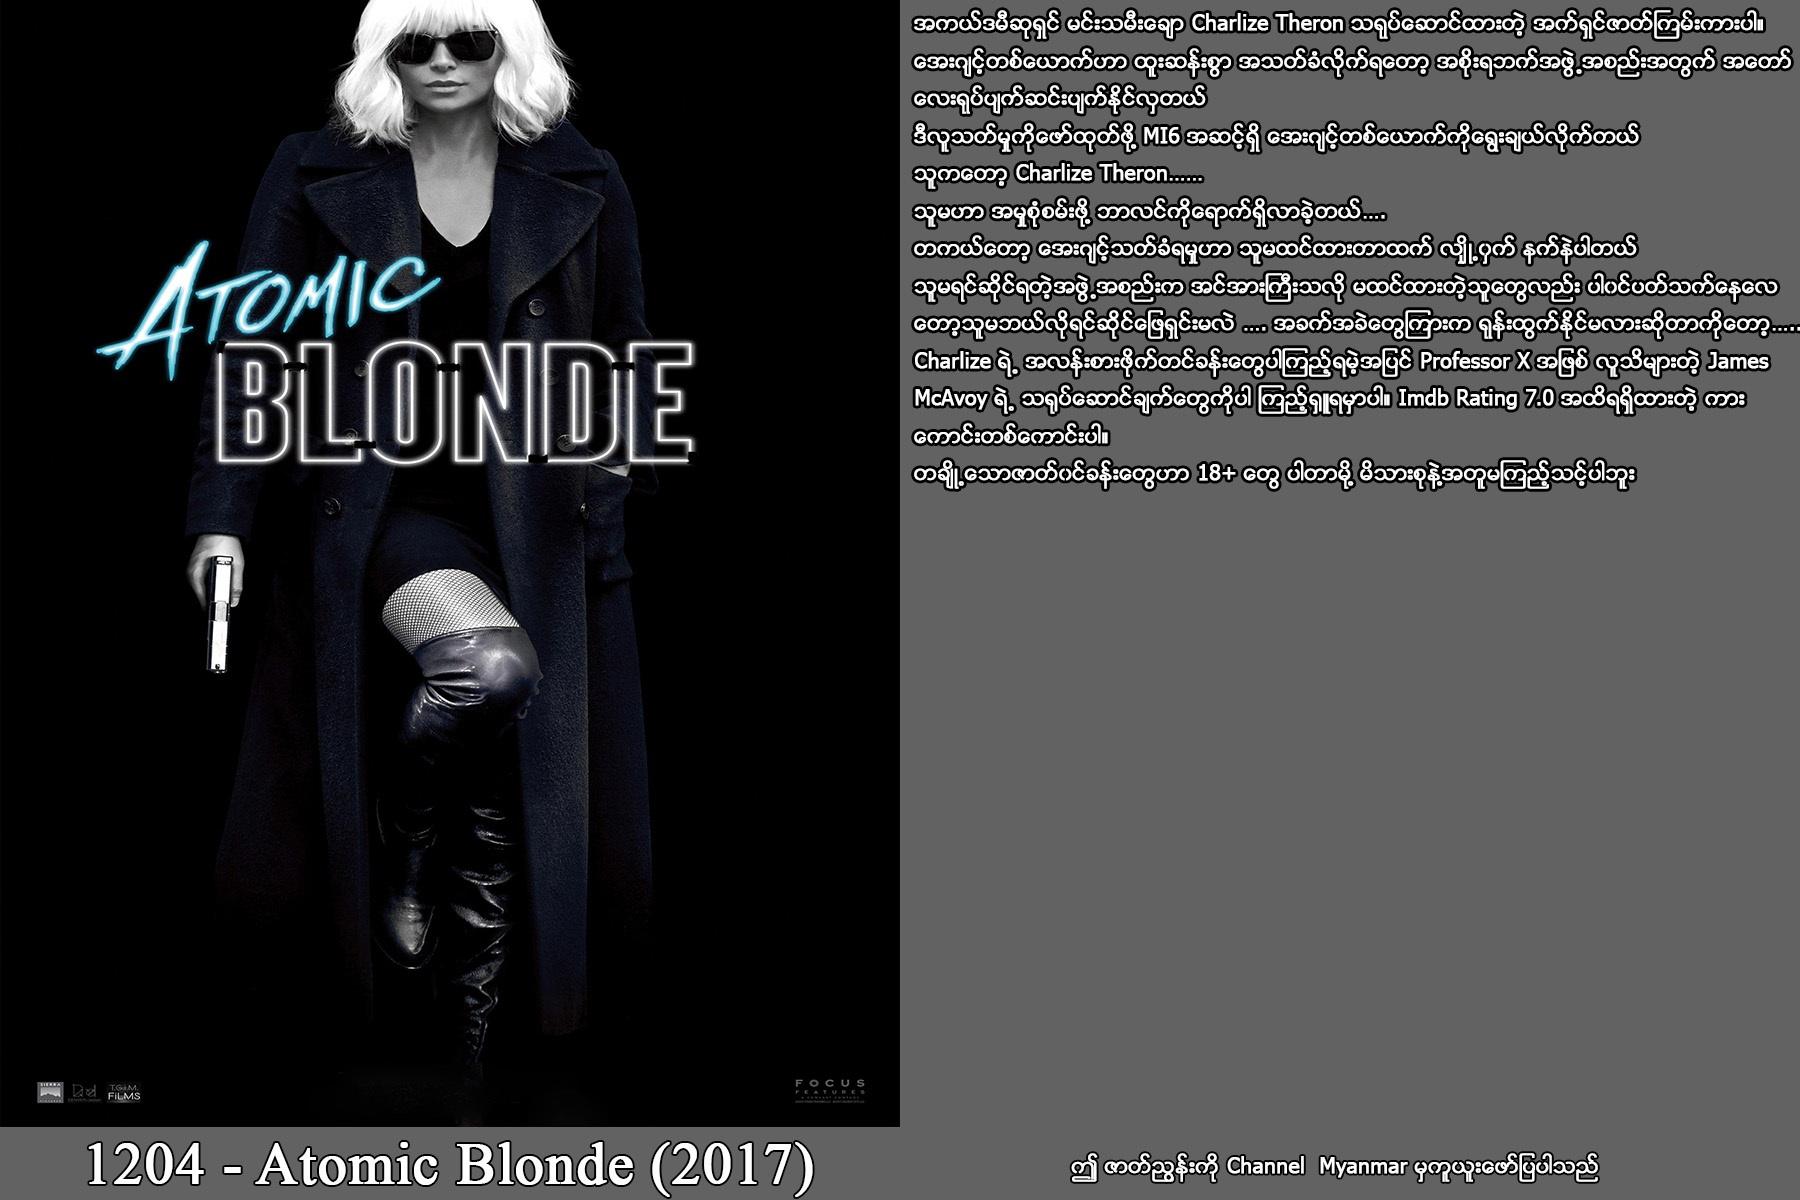 ATOMIC
BLONDE
SIERRA
T.G.I.M.
FILMS
FOCUS
FEATURES
1204 - Atomic Blonde (2017)
အကယ်ဒမီဆုရှင် မင်းသမီးချော Charlize Theron သရုပ်ဆောင်ထားတဲ့ အက်ရှင်ဇာတ်ကြမ်းကားပါ။
အေးဂျင့်တစ်ယောက်ဟာ ထူးဆန်းစွာ အသတ်ခံလိုက်ရတော့ အစိုးရဘက်အဖွဲ့အစည်းအတွက် အတော်
လေးရုပ်ပျက်ဆင်းပျက်နိုင်လှတယ်
ဒီလူသတ်မှုကိုဖော်ထုတ်ဖို့ MI6 အဆင့်ရှိ အေးဂျင့်တစ်ယောက်ကိုရွေးချယ်လိုက်တယ်
သူကတော့ Charlize Theron......
သူမဟာ အမှုစုံစမ်းဖို့ ဘာလင်ကိုရောက်ရှိလာခဲ့တယ်....
တကယ်တော့ အေးဂျင့်သတ်ခံရမှုဟာ သူမထင်ထားတာထက် လျှို့ဝှက် နက်နဲပါတယ်
သူမရင်ဆိုင်ရတဲ့အဖွဲ့အစည်းက အင်အားကြီးသလို မထင်ထားတဲ့သူတွေလည်း ပါဝင်ပတ်သက်နေလေ
တော့သူမဘယ်လိုရင်ဆိုင်ဖြေရှင်းမလဲ .... အခက်အခဲတွေကြားက ရုန်းထွက်နိုင်မလားဆိုတာကိုတော့.....
Charlize ရဲ့ အလန်းစားဖိုက်တင်ခန်းတွေပါကြည့်ရမဲ့အပြင် Professor X အဖြစ် လူသိများတဲ့ James
McAvoy ရဲ့ သရုပ်ဆောင်ချက်တွေကိုပါ ကြည့်ရှူရမှာပါ။ Imdb Rating 7.0 အထိရရှိထားတဲ့ ကား
ကောင်းတစ်ကောင်းပါ။
တချို့သောဇာတ်ဝင်ခန်းတွေဟာ 18+ တွေ ပါတာမို့ မိသားစုနဲ့အတူမကြည့်သင့်ပါဘူး
ဤ ဇာတ်ညွှန်းကို Channel Myanmar မှကူယူးဖော်ပြပါသည်